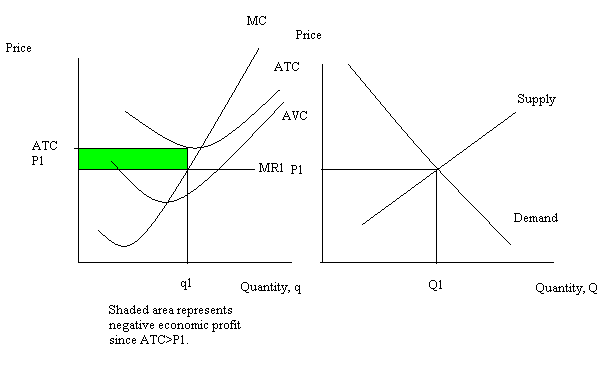 MC
Price
Price
ATC
Supply
AVC
ATC
P1
MR1
P1
Demand
q1
Quantity, q
Q1
Quantity, Q
Shaded area represents
negative economic profit
since ATC>P1.